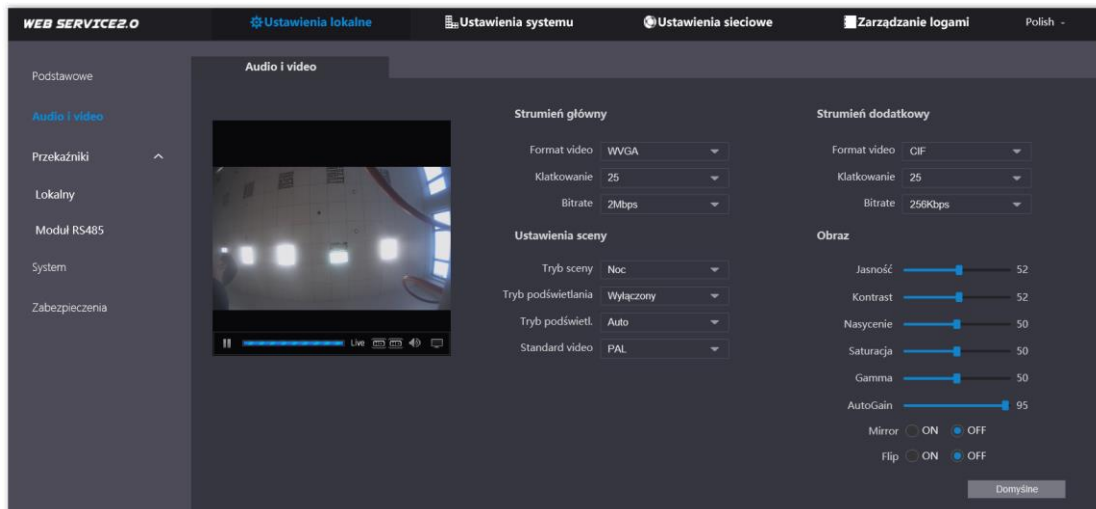 WEB SERVICE2.0
Ustawienia lokalne
Ustawienia systemu
Ustawienia sieciowe
Zarządzanie logami
Polish
Podstawowe
Audio i video
Przekaźniki
Lokalny
Moduł RS485
System
Zabezpieczenia
Audio i video
Live
Strumień główny
Format video WVGA
Klatkowanie 25
Bitrate 2Mbps
Ustawienia sceny
Tryb sceny Noc
Tryb podświetlania Wyłączony
Tryb podświetl. Auto
Standard video PAL
Strumień dodatkowy
Format video CIF
Klatkowanie 25
Bitrate 256Kbps
Obraz
Jasność 52
Kontrast 52
Nasycenie 50
Saturacja 50
Gamma 50
AutoGain 95
Mirror ON OFF
Flip ON OFF
Domyślne